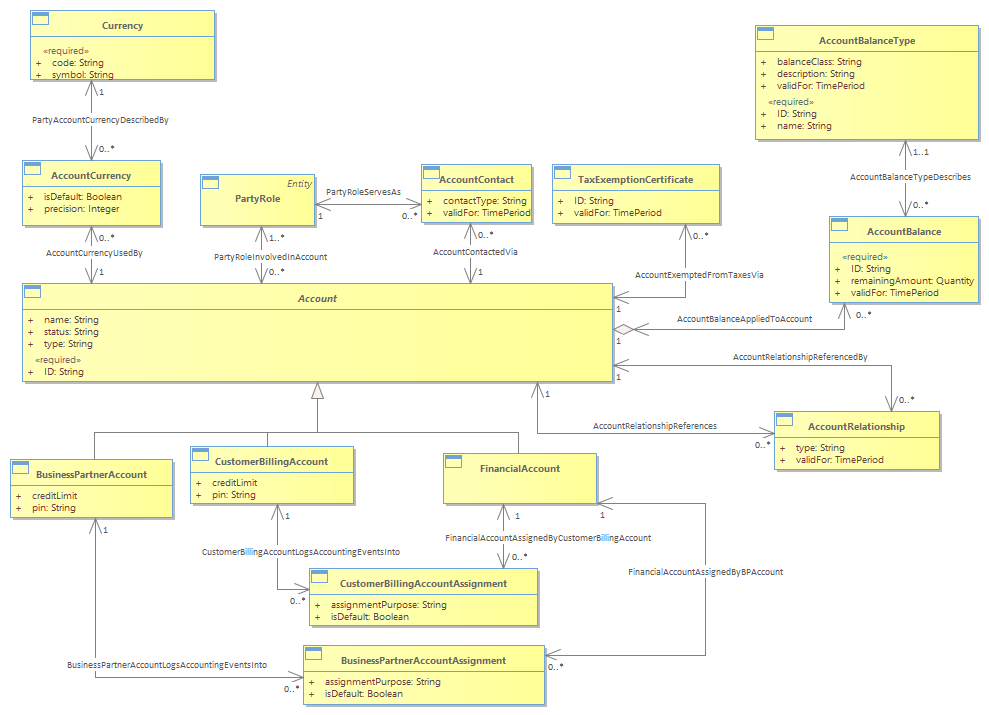 Currency
«required»
+ code: String
+ symbol: String
1
PartyAccountCurrencyDescribedBy
0..*
AccountCurrency
+ isDefault: Boolean
+ precision: Integer
0..*
AccountCurrencyUsedBy
1
Entity
PartyRole
1
PartyRoleServesAs
0..*
1..*
PartyRoleInvolvedInAccount
0..*
AccountContact
+ contactType: String
+ validFor: TimePeriod
0..*
AccountContactedVia
1
TaxExemptionCertificate
+ ID: String
+ validFor: TimePeriod
0..*
AccountExemptedFromTaxesVia
1
AccountBalanceType
+ balanceClass: String
+ description: String
+ validFor: TimePeriod
«required»
+ ID: String
+ name: String
1..1
AccountBalanceTypeDescribes
0..*
AccountBalance
«required»
+ ID: String
+ remainingAmount: Quantity
+ validFor: TimePeriod
0..*
AccountBalanceAppliedToAccount
1
Account
+ name: String
+ status: String
+ type: String
«required»
+ ID: String
AccountRelationshipReferencedBy
1
0..*
1
AccountRelationshipReferences
0..*
AccountRelationship
+ type: String
+ validFor: TimePeriod
BusinessPartnerAccount
+ creditLimit
+ pin: String
1
CustomerBillingAccount
+ creditLimit
+ pin: String
1
FinancialAccount
1
1
CustomerBillingAccountLogsAccountingEventsInto
0..*
FinancialAccountAssignedByCustomerBillingAccount
0..*
FinancialAccountAssignedByBPAccount
CustomerBillingAccountAssignment
+ assignmentPurpose: String
+ isDefault: Boolean
BusinessPartnerAccountLogsAccountingEventsInto
0..*
BusinessPartnerAccountAssignment
+ assignmentPurpose: String
+ isDefault: Boolean
0..*